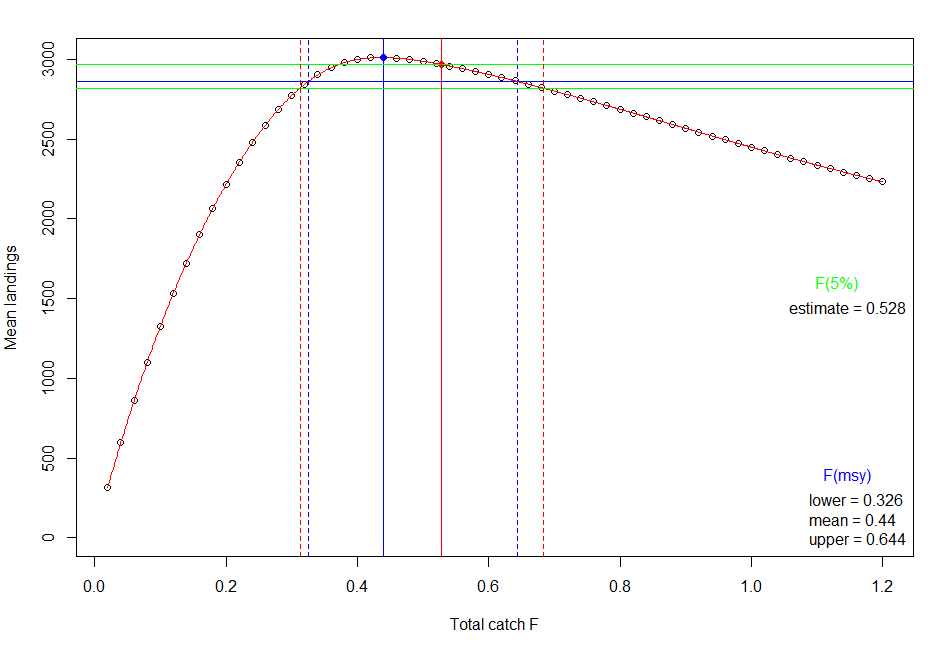 3000
2500
2000
1500
1000
500
0
Mean landings
F(5%)
estimate = 0.528
F(msy)
lower = 0.326
mean = 0.44
upper = 0.644
0.0 0.2 0.4 0.6 0.8 1.0 1.2
Total catch F